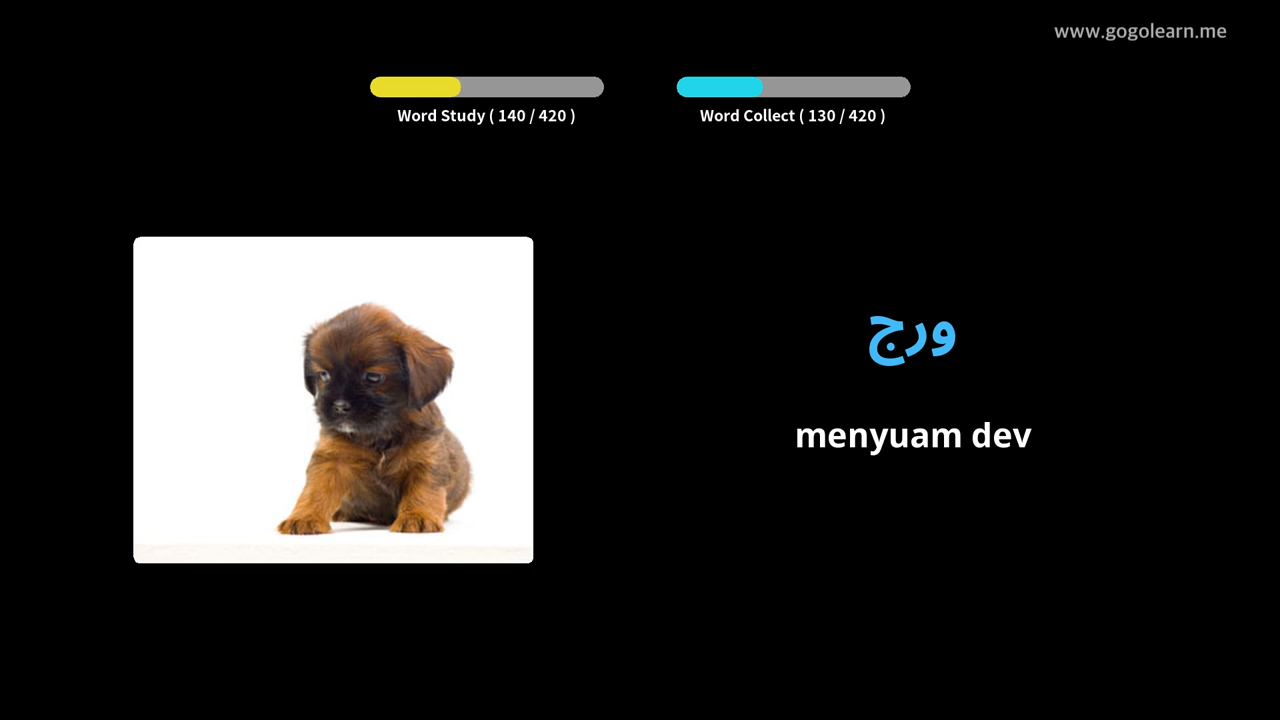 www.gogolearn.me
Word Study ( 140 / 420 )
Word Collect ( 130 / 420 )
ورج
menyuam dev